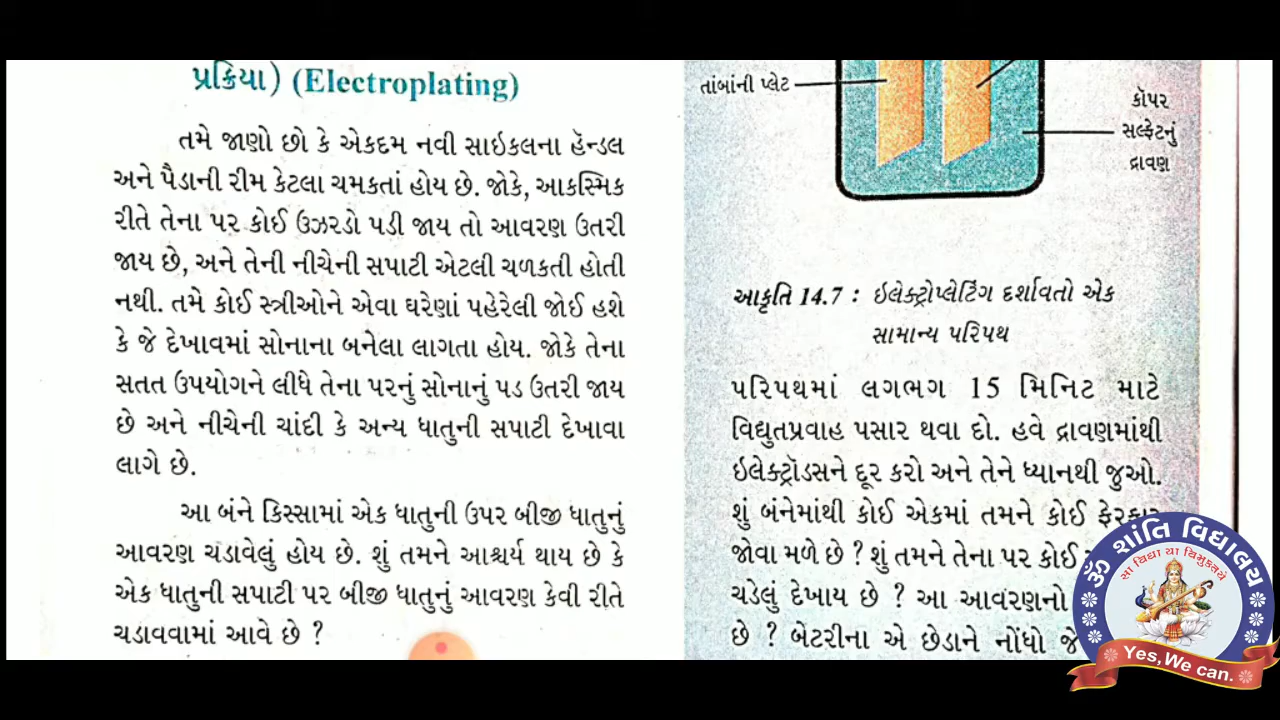 પ્રક્રિયા) (Electroplating)
તમે જાણો છો કે એકદમ નવી સાઇકલના હૅન્ડલ
અને પૈડાની રીમ કેટલા ચમકતાં હોય છે. જોકે, આકસ્મિક
રીતે તેના પર કોઈ ઉઝરડો પડી જાય તો આવરણ ઉતરી
જાય છે, અને તેની નીચેની સપાટી એટલી ચળકતી હોતી
નથી. તમે કોઈ સ્ત્રીઓને એવા ઘરેણાં પહેરેલી જોઈ હશે
કે જે દેખાવમાં સોનાના બનેલા લાગતા હોય. જોકે તેના
સતત ઉપયોગને લીધે તેના પરનું સોનાનું પડ ઉતરી જાય
છે અને નીચેની ચાંદી કે અન્ય ધાતુની સપાટી દેખાવા
લાગે છે.
આ બંને કિસ્સામાં એક ધાતુની ઉપર બીજી ધાતુનું
આવરણ ચડાવેલું હોય છે. શું તમને આશ્ચર્ય થાય છે કે
એક ધાતુની સપાટી પર બીજી ધાતુનું આવરણ કેવી રીતે
ચડાવવામાં આવે છે ?
તાંબાંની પ્લેટ
કૉપર
સલ્ફેટનું
દ્રાવણ
આકૃતિ 14.7 : ઇલેક્ટ્રોપ્લેટિંગ દર્શાવતો એક
સામાન્ય પરિપથ
પરિપથમાં લગભગ 15 મિનિટ માટે
વિદ્યુતપ્રવાહ પસાર થવા દો. હવે દ્રાવણમાંથી
ઇલેક્ટ્રૉડસને દૂર કરો અને તેને ધ્યાનથી જુઓ.
શું બંનેમાંથી કોઈ એકમાં તમને કોઈ ફેરફાર
જોવા મળે છે ? શું તમને તેના પર કોઈ
ચડેલું દેખાય છે ? આ આવરણનો
છે ? બેટરીના એ છેડાને નોંધો જે
ૐ શાંતિ વિદ્યાલય
સા વિદ્યા યા વિમુક્તયે
Yes, We can.